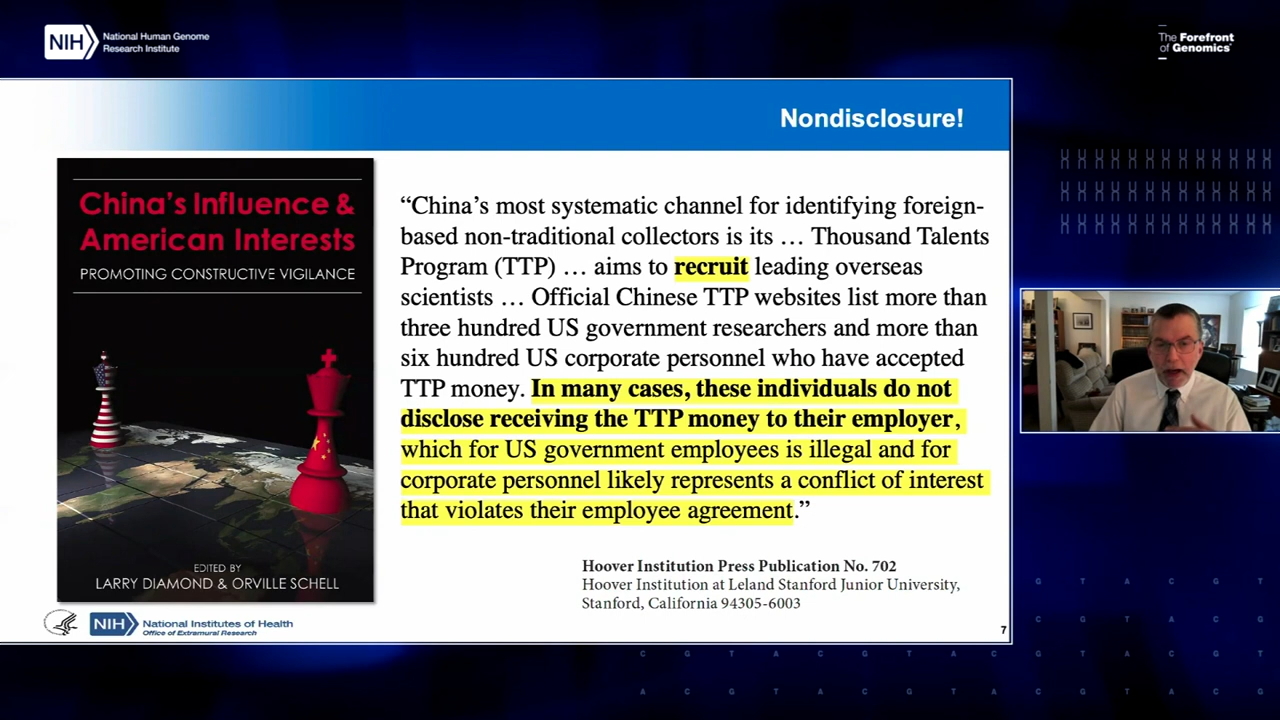 NIH
National Human Genome
Research Institute
The Forefront
of Genomics®
Nondisclosure!
China's Influence &
American Interests
PROMOTING CONSTRUCTIVE VIGILANCE
EDITED BY
LARRY DIAMOND & ORVILLE SCHELL
“China’s most systematic channel for identifying foreign-
based non-traditional collectors is its … Thousand Talents
Program (TTP) … aims to recruit leading overseas
scientists … Official Chinese TTP websites list more than
three hundred US government researchers and more than
six hundred US corporate personnel who have accepted
TTP money. In many cases, these individuals do not
disclose receiving the TTP money to their employer,
which for US government employees is illegal and for
corporate personnel likely represents a conflict of interest
that violates their employee agreement.”
Hoover Institution Press Publication No. 702
Hoover Institution at Leland Stanford Junior University,
Stanford, California 94305-6003
NIH
National Institutes of Health
Office of Extramural Research
7
G T A C G T
C G T A C G
C G T A C G T A C G T A C G T
A C G T A C G T A C G T A C G